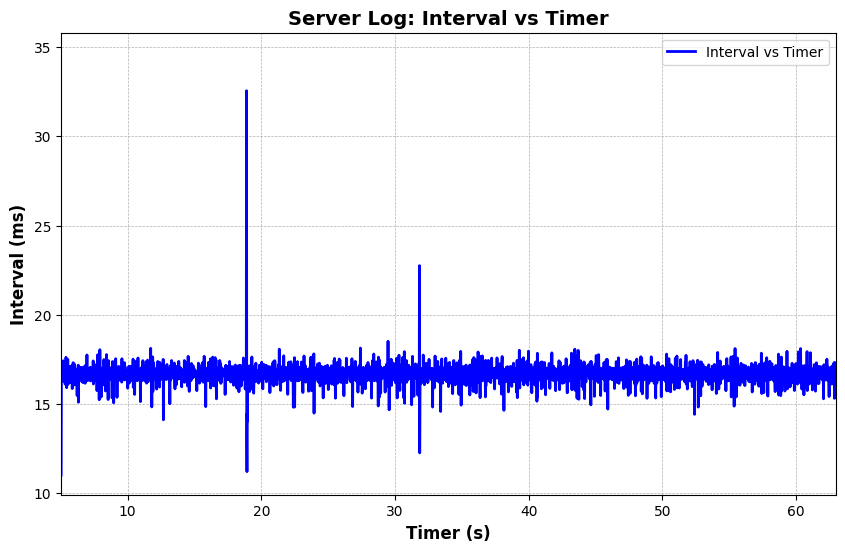 Server Log: Interval vs Timer
Interval vs Timer
35
30
25
20
15
10
Interval (ms)
10 20 30 40 50 60
Timer (s)